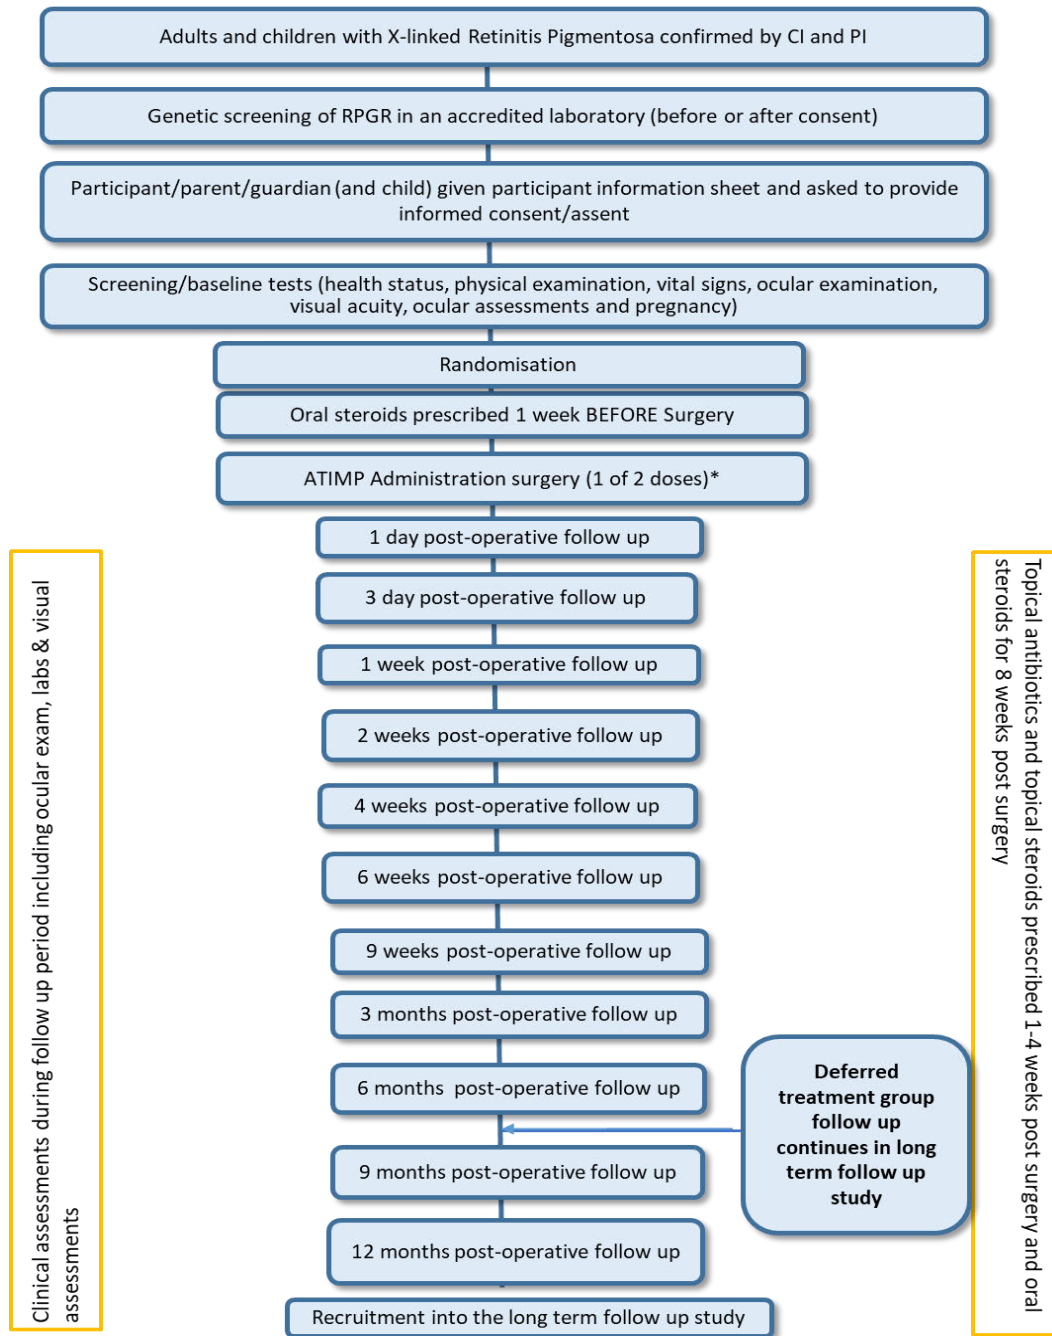 Adults and children with X-linked Retinitis Pigmentosa confirmed by CI and PI
Genetic screening of RPGR in an accredited laboratory (before or after consent)
Participant/parent/guardian (and child) given participant information sheet and asked to provide
informed consent/assent
Screening/baseline tests (health status, physical examination, vital signs, ocular examination,
visual acuity, ocular assessments and pregnancy)
Randomisation
Oral steroids prescribed 1 week BEFORE Surgery
ATIMP Administration surgery (1 of 2 doses)*
1 day post-operative follow up
3 day post-operative follow up
1 week post-operative follow up
2 weeks post-operative follow up
4 weeks post-operative follow up
6 weeks post-operative follow up
9 weeks post-operative follow up
3 months post-operative follow up
6 months post-operative follow up
Deferred
treatment group
follow up
continues in long
term follow up
study
9 months post-operative follow up
12 months post-operative follow up
Recruitment into the long term follow up study
Clinical assessments during follow up period including ocular exam, labs & visual
assessments
Topical antibiotics and topical steroids prescribed 1-4 weeks post surgery and oral
steroids for 8 weeks post surgery